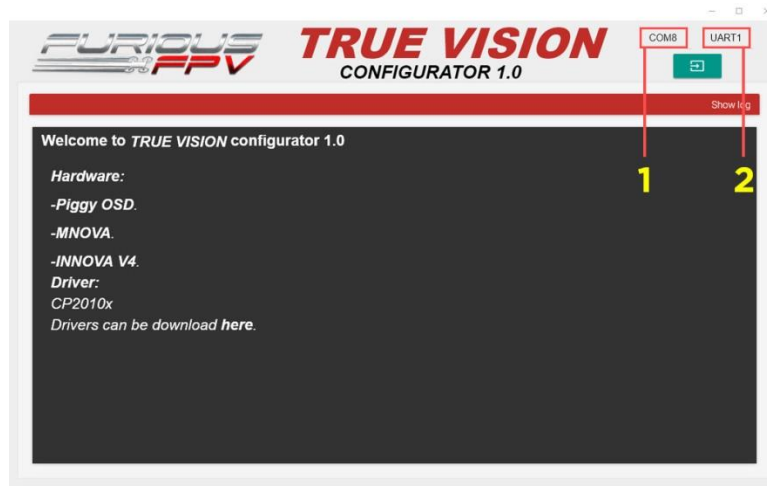 FURIOUS
FPV
TRUE VISION
CONFIGURATOR 1.0
COM8
UART1
Show log
1
2
Welcome to TRUE VISION configurator 1.0
Hardware:
-Piggy OSD.
-MNOVA.
-INNOVA V4.
Driver:
CP2010x
Drivers can be download here.